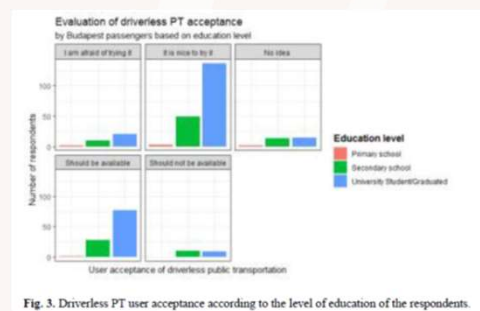 Evaluation of driverless PT acceptance
by Budapest passengers based on education level
I am afraid of trying it
It is nice to try it
No idea
100
50
0
Should be available
Should not be available
100
50
0
Number of respondents
User acceptance of driverless public transportation
Education level
Primary school
Secondary school
University Student/Graduated
Fig. 3. Driverless PT user acceptance according to the level of education of the respondents.